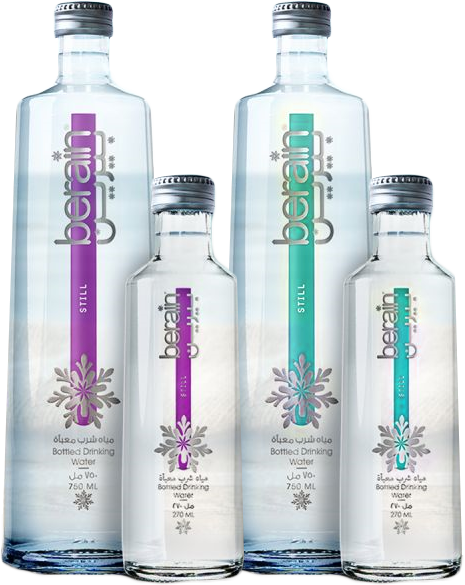 berain
بيرين
STILL
مياه شرب معبأة
Bottled Drinking
Water
٧٥٠ مل
750 ML
berain
بيرين
STILL
مياه شرب معبأة
Bottled Drinking
Water
٢٧٠ مل
270 ML
berain
بيرين
STILL
مياه شرب معبأة
Bottled Drinking
Water
٧٥٠ مل
750 ML
berain
بيرين
STILL
مياه شرب معبأة
Bottled Drinking
Water
٢٧٠ مل
270 ML